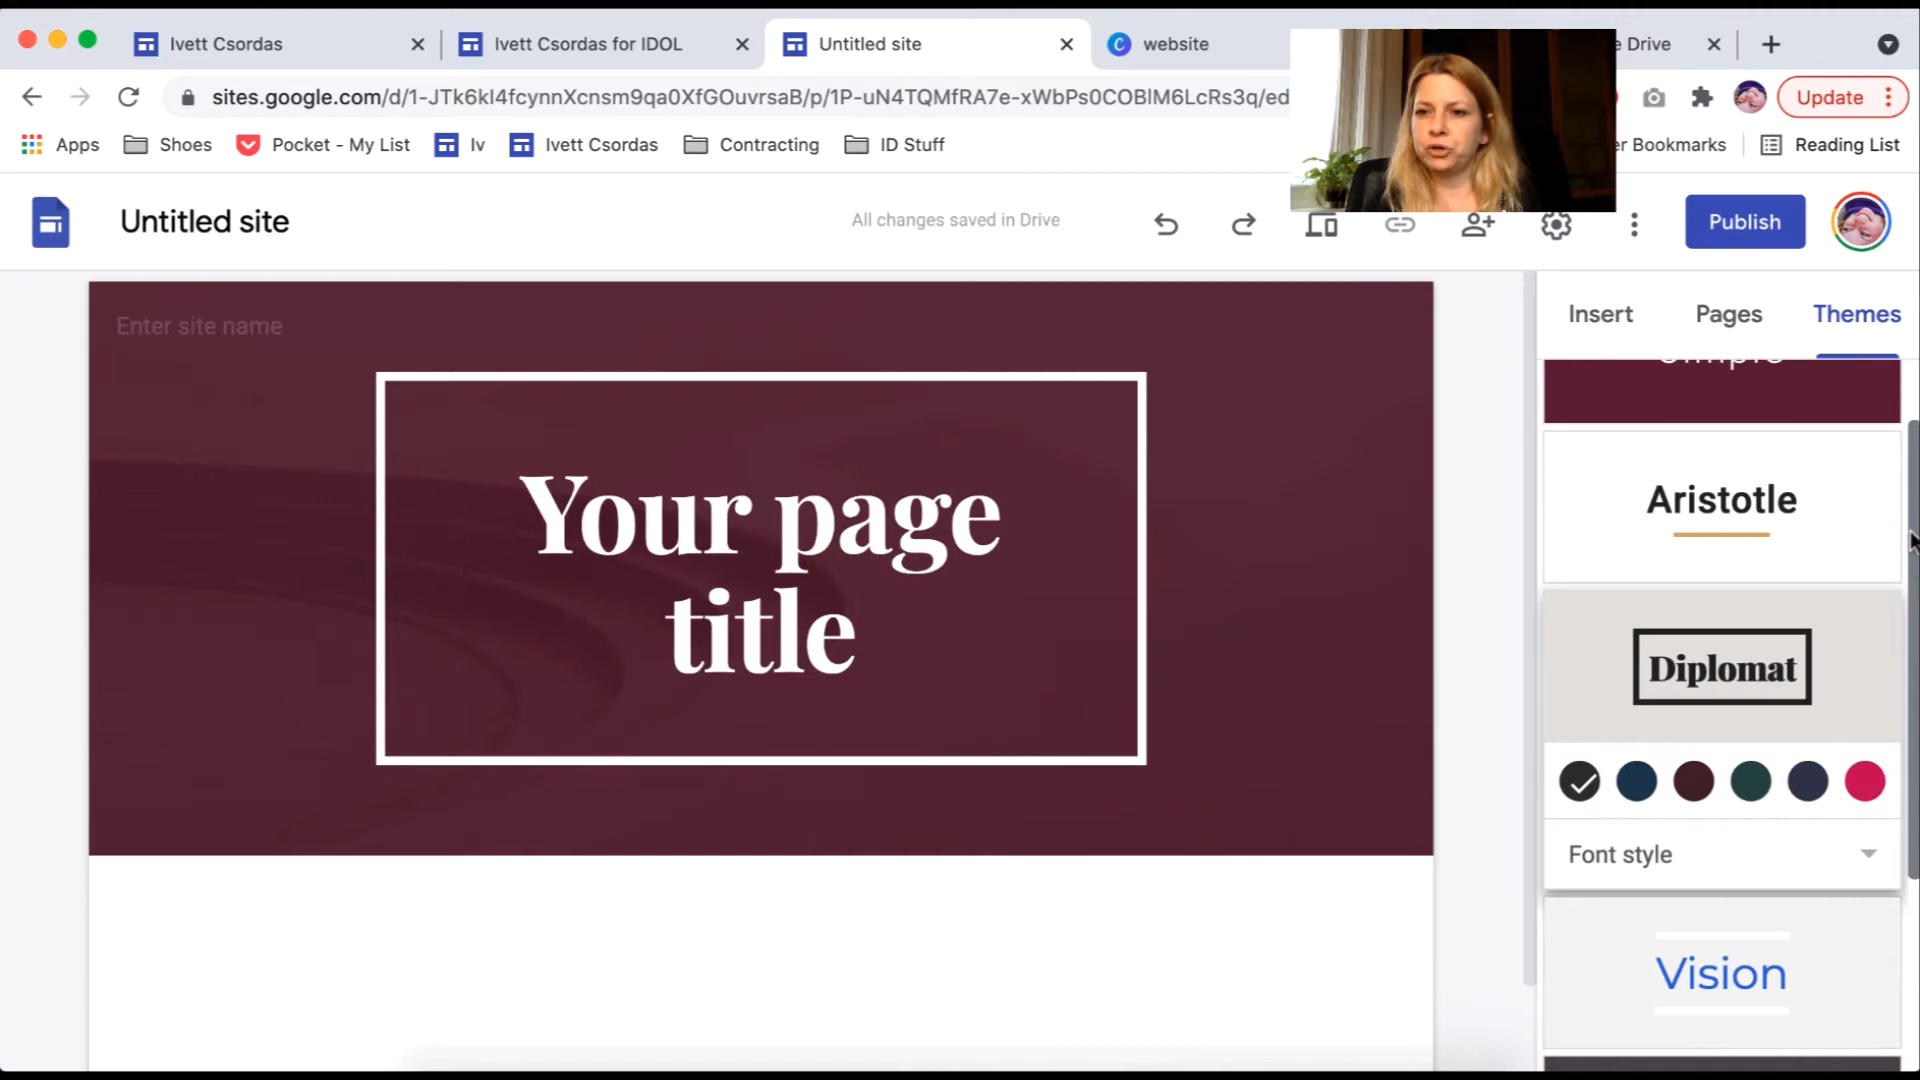 Ivett Csordas
Ivett Csordas for IDOL
Untitled site
website
e Drive
sites.google.com/d/1-JTk6kI4fcynnXcnsm9qa0XfGOuvrsaB/p/1P-uN4TQMfRA7e-xWbPs0COBlM6LcRs3q/ed
Update
Apps
Shoes
Pocket - My List
Iv
Ivett Csordas
Contracting
ID Stuff
er Bookmarks
Reading List
Untitled site
All changes saved in Drive
Publish
Insert
Pages
Themes
Enter site name
Your page
title
Simple
Aristotle
Diplomat
Font style
Vision